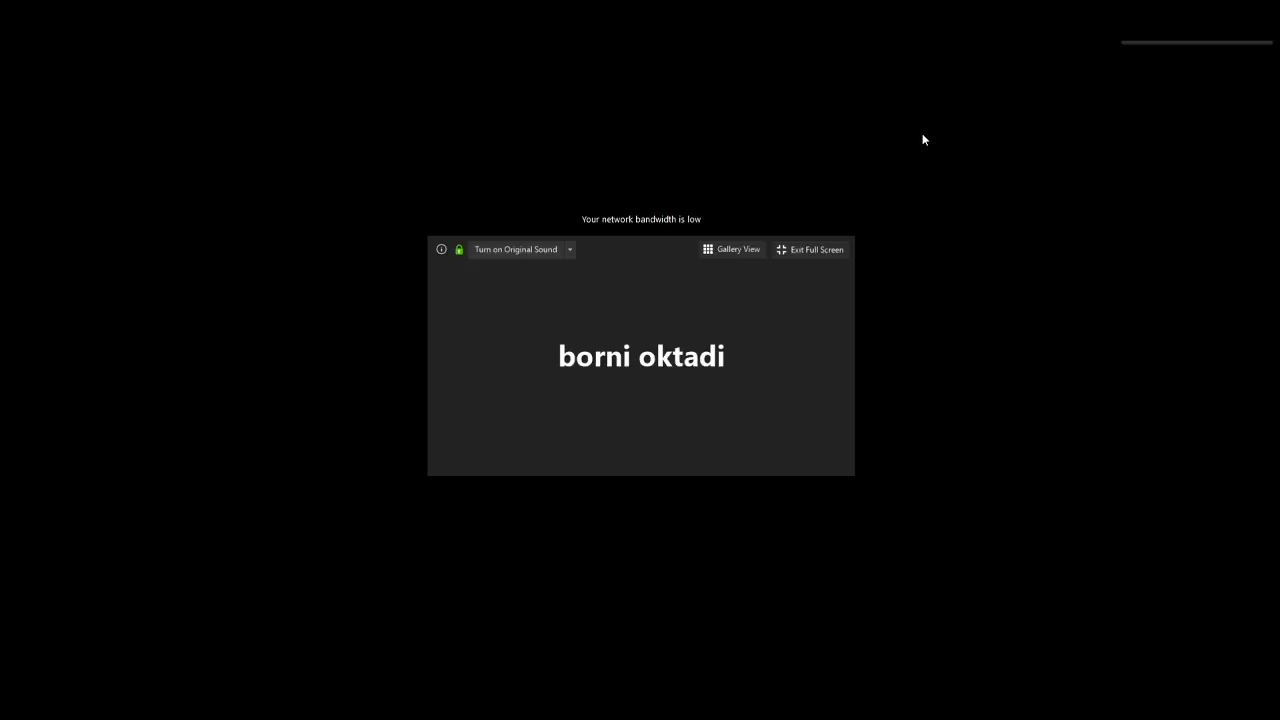 Your network bandwidth is low
Turn on Original Sound
Gallery View
Exit Full Screen
borni oktadi